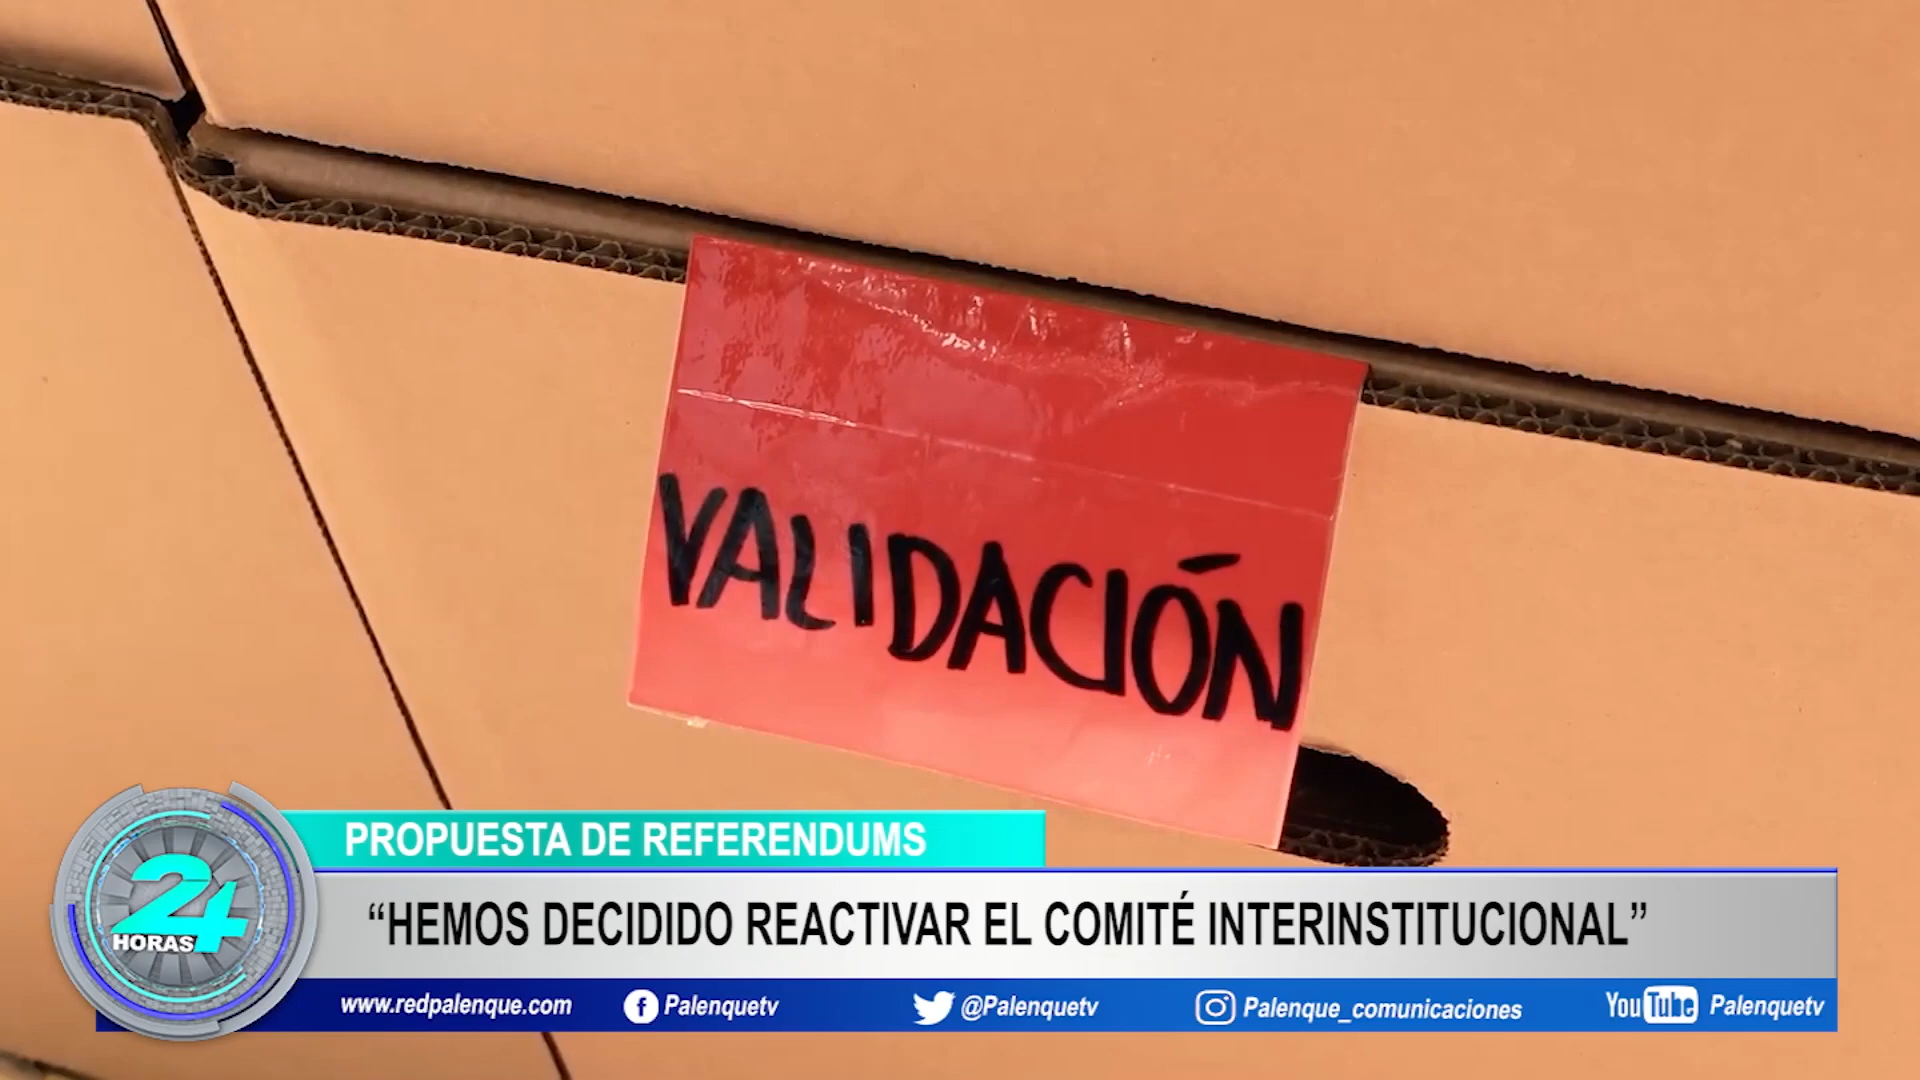 VALIDACIÓN
PROPUESTA DE REFERENDUMS
24
HORAS
“HEMOS DECIDIDO REACTIVAR EL COMITÉ INTERINSTITUCIONAL”
www.redpalenque.com
Palenquetv
@Palenquetv
Palenque_comunicaciones
YouTube Palenquetv